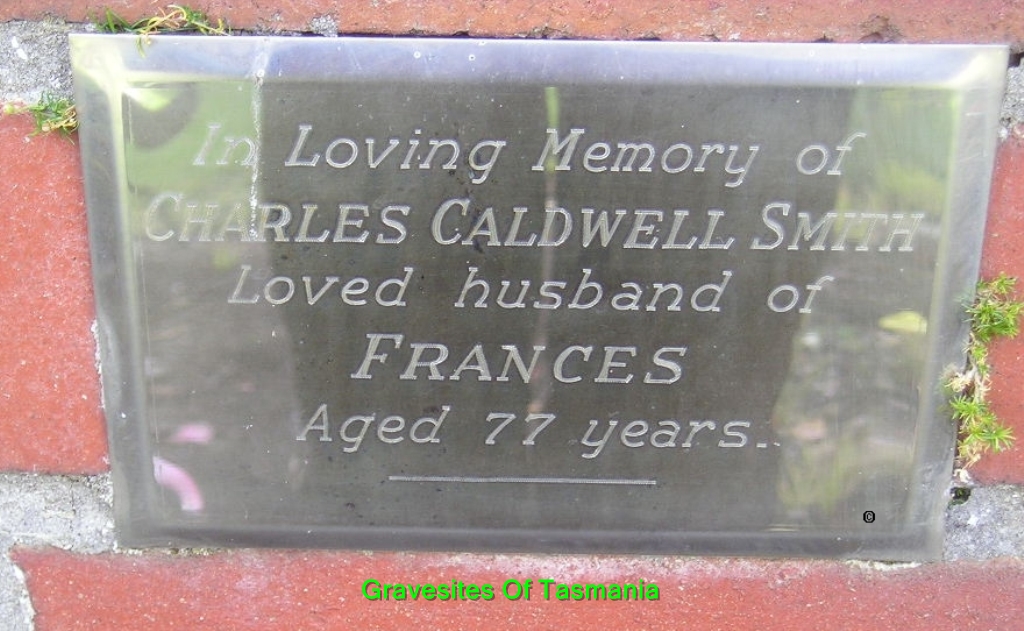 In Loving Memory of
CHARLES CALDWELL SMITH
Loved husband of
FRANCES
Aged 77 years.
©
Gravesites Of Tasmania